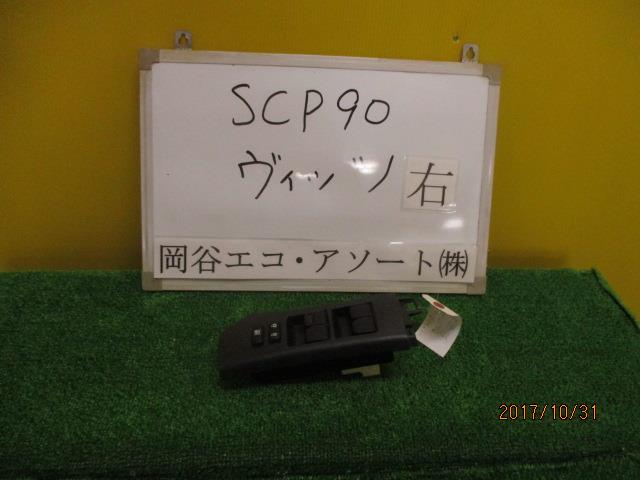 SCP90
ヴィッツ 右
岡谷エコ・アソート㈱
2017/10/31